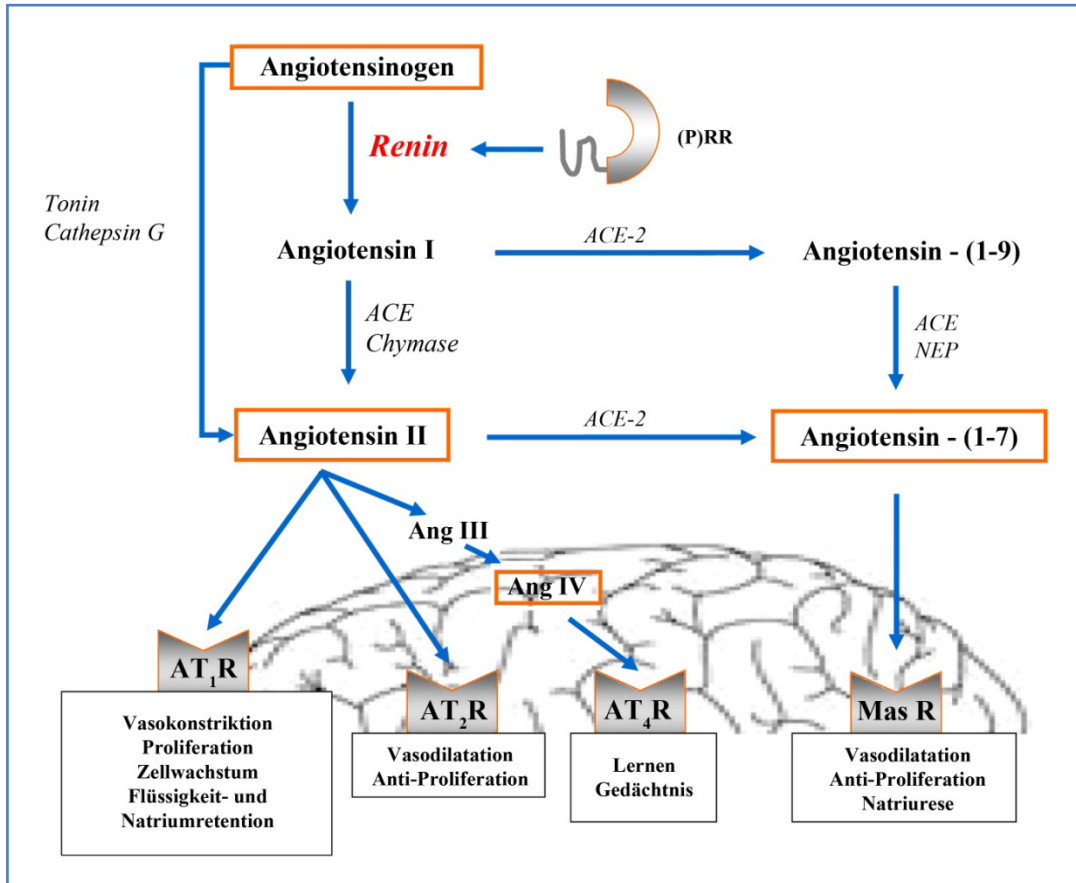 Angiotensinogen
Renin
(P)RR
Tonin
Cathepsin G
Angiotensin I
ACE-2
Angiotensin - (1-9)
ACE
Chymase
ACE
NEP
Angiotensin II
ACE-2
Angiotensin - (1-7)
Ang III
Ang IV
AT₁R
AT₂R
AT₄R
Mas R
Vasokonstriktion
Proliferation
Zellwachstum
Flüssigkeit- und
Natriumretention
Vasodilatation
Anti-Proliferation
Lernen
Gedächtnis
Vasodilatation
Anti-Proliferation
Natriurese